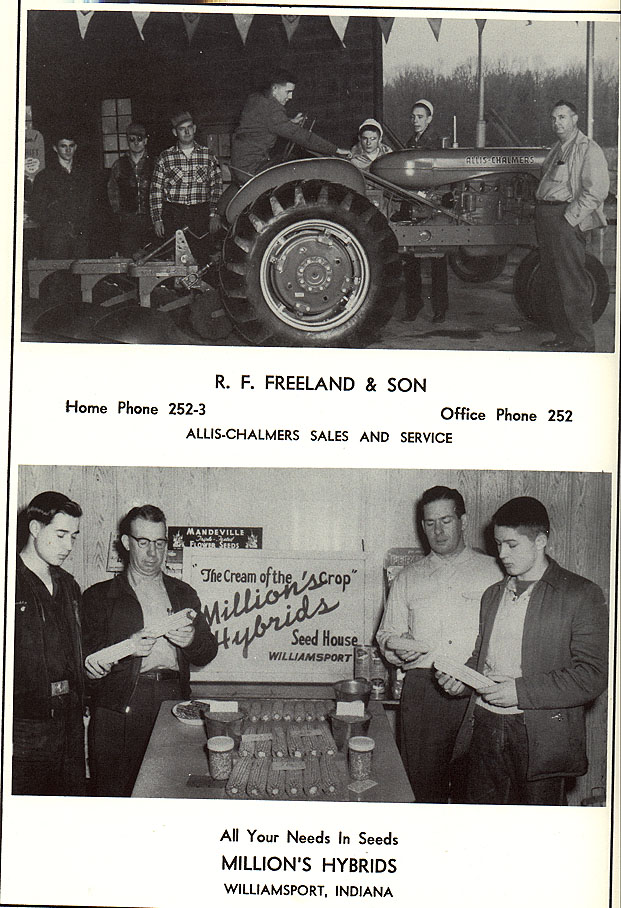 ALLIS-CHALMERS
R. F. FREELAND & SON
Home Phone 252-3
Office Phone 252
ALLIS-CHALMERS SALES AND SERVICE
MANDEVILLE
Triple-Tested
FLOWER SEEDS
"The Cream of the Crop"
Million's
Hybrids
Seed House
WILLIAMSPORT
All Your Needs In Seeds
MILLION'S HYBRIDS
WILLIAMSPORT, INDIANA